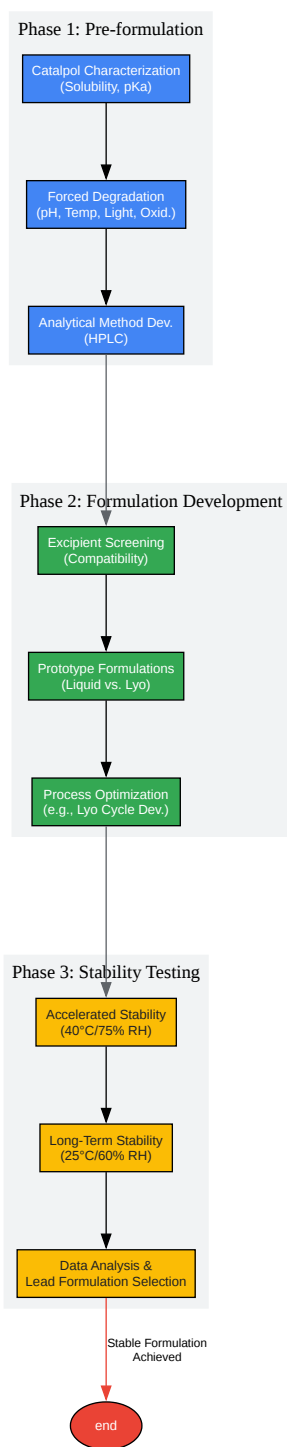 Phase 1: Pre-formulation
Catalpol Characterization
(Solubility, pKa)
Forced Degradation
(pH, Temp, Light, Oxid.)
Analytical Method Dev.
(HPLC)
Phase 2: Formulation Development
Excipient Screening
(Compatibility)
Prototype Formulations
(Liquid vs. Lyo)
Process Optimization
(e.g., Lyo Cycle Dev.)
Phase 3: Stability Testing
Accelerated Stability
(40°C/75% RH)
Long-Term Stability
(25°C/60% RH)
Data Analysis &
Lead Formulation Selection
Stable Formulation
Achieved
end